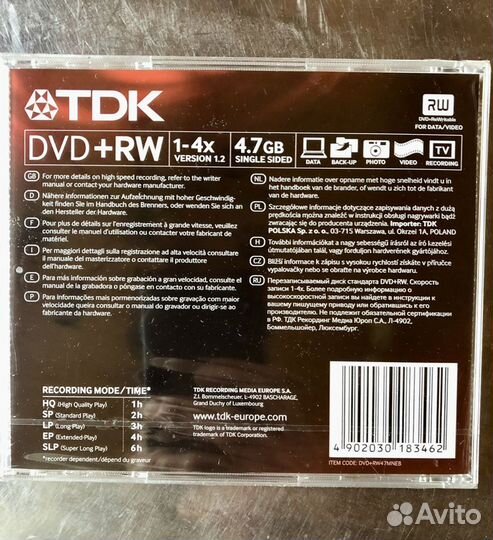 TDK
RW
DVD+ReWritable
FOR DATA/VIDEO
DVD+RW
1-4x
VERSION 1.2
4.7GB
SINGLE SIDED
DATA
BACK-UP
PHOTO
VIDEO
TV
RECORDING
GB For more details on high speed recording, refer to the writer
manual or contact your hardware manufacturer.
D Nähere Informationen zur Aufzeichnung mit hoher Geschwindig-
keit finden Sie im Handbuch des Brenners, oder wenden Sie sich an
den Hersteller der Hardware.
F Pour plus de détails sur l'enregistrement à grande vitesse, veuillez
consulter le manuel d'utilisation ou contacter votre fabricant de
matériel.
I Per maggiori dettagli sulla registrazione ad alta velocità consultare
il manuale del masterizzatore o contattare il produttore
dell'hardware.
E Para más información sobre grabación a gran velocidad, consulte el
manual de la grabadora o póngase en contacto con su fabricante.
P Para informações mais pormenorizadas sobre gravação com maior
velocidade queira consultar o manual do gravador ou dirigir-se ao
fabricante do hardware.
NL Nadere informatie over opname met hoge snelheid vindt u in
het handboek van de brander, of wendt u zich tot de fabrikant
van de hardware.
PL Szczegółowe informacje dotyczące zapisywania danych z dużą
prędkością można znaleźć w instrukcji obsługi nagrywarki bądź
zwracając się do producenta urządzenia. Importer: TDK
POLSKA Sp. z o. o. 03-715 Warszawa, ul. Okrzei 1A, POLAND
H További információkat a nagy sebességű írásról az író kezelési
útmutatójában talál, vagy forduljon hardverének gyártójához.
CZ Bližší informace k zápisu s vysokou rychlostí získáte v příručce
vypalovačky nebo se obraťte na výrobce hardwaru.
RU Перезаписываемый диск стандарта DVD+RW. Скорость
записи 1-4x. Более подробную информацию о
высокоскоростной записи вы найдете в инструкции к
вашему пишущему приводу или обратившись к его
производителю. Не подлежит обязательной сертификации
в РФ. ТДК Рекординг Медиа Юроп С.А, Л-4902,
Боммельшойер, Люксембург.
RECORDING MODE/TIME*
HQ (High Quality Play) 1h
SP (Standard Play) 2h
LP (Long-Play) 3h
EP (Extended-Play) 4h
SLP (Super Long Play) 6h
*recorder dependent/dépend du graveur
TDK RECORDING MEDIA EUROPE S.A.
Z.I. Bommelscheuer, L-4902 BASCHARAGE,
Grand Duchy of Luxembourg
www.tdk-europe.com
TDK logo is a trademark or registered
trademark of TDK Corporation.
4 902030 183462
ITEM CODE: DVD+RW47MNEB
Avito